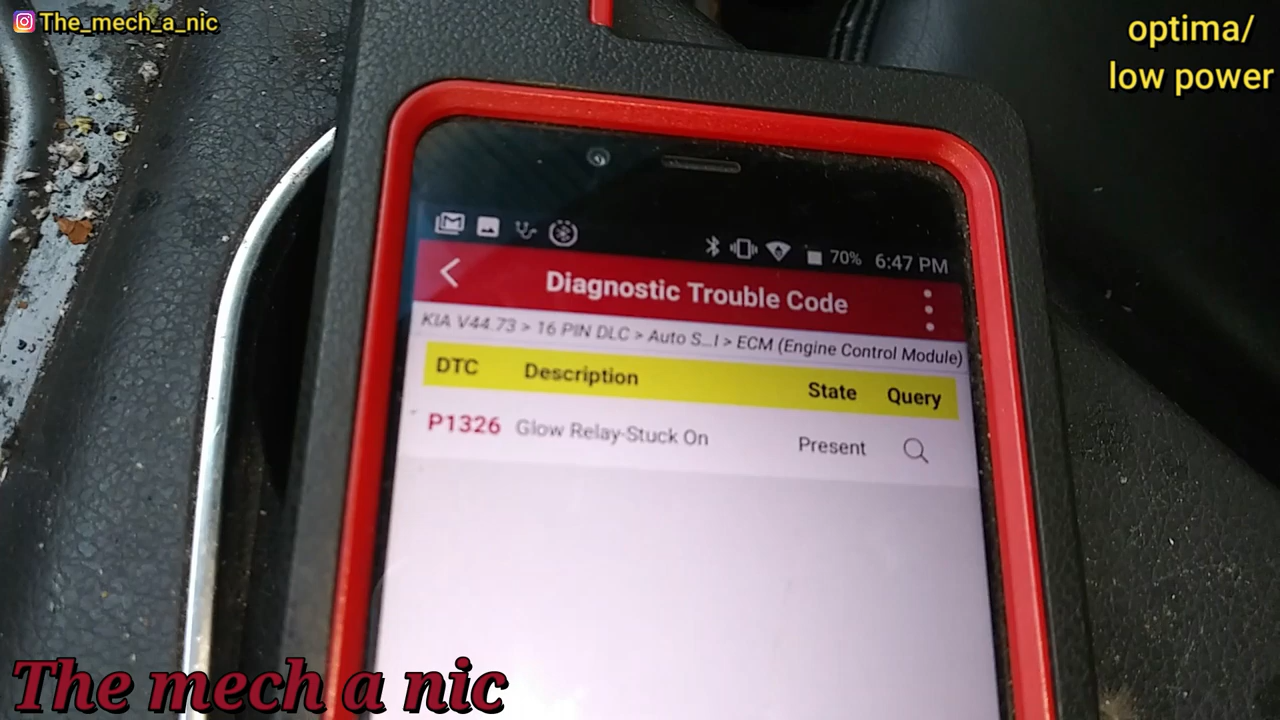 The_mech_a_nic
optima/
low power
70% 6:47 PM
Diagnostic Trouble Code
KIA V44.73 > 16 PIN DLC > Auto S...I > ECM (Engine Control Module)
DTC Description State Query
P1326 Glow Relay-Stuck On Present
The mech a nic